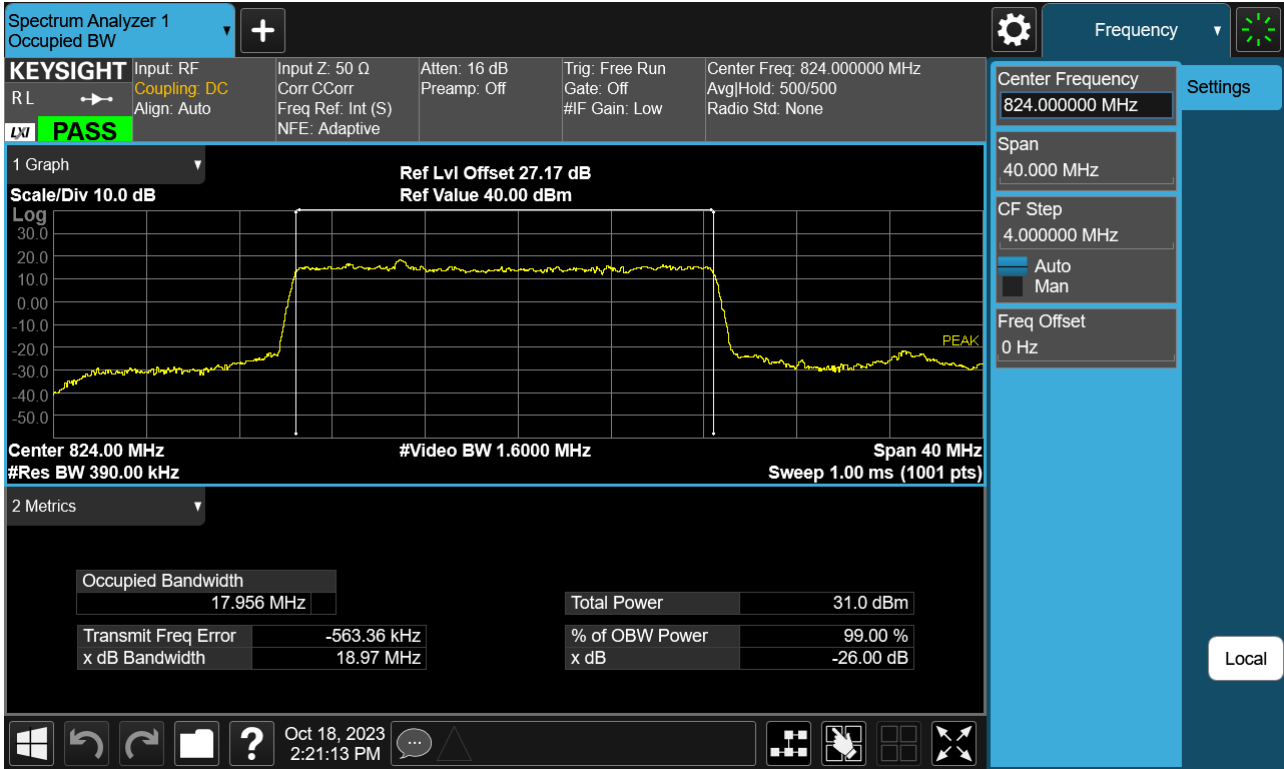 Spectrum Analyzer 1
Occupied BW
Frequency
KEYSIGHT
R L
LXI
PASS
Input: RF
Coupling: DC
Align: Auto
Input Z: 50 Ω
Corr CCorr
Freq Ref: Int (S)
NFE: Adaptive
Atten: 16 dB
Preamp: Off
Trig: Free Run
Gate: Off
#IF Gain: Low
Center Freq: 824.000000 MHz
Avg|Hold: 500/500
Radio Std: None
Center Frequency
824.000000 MHz
Settings
Span
40.000 MHz
CF Step
4.000000 MHz
Auto
Man
Freq Offset
0 Hz
Local
1 Graph
Scale/Div 10.0 dB
Ref Lvl Offset 27.17 dB
Ref Value 40.00 dBm
Log
30.0
20.0
10.0
0.00
-10.0
-20.0
-30.0
-40.0
-50.0
PEAK
Center 824.00 MHz
#Video BW 1.6000 MHz
Span 40 MHz
#Res BW 390.00 kHz
Sweep 1.00 ms (1001 pts)
2 Metrics
Occupied Bandwidth
17.956 MHz
Total Power 31.0 dBm
Transmit Freq Error -563.36 kHz
% of OBW Power 99.00 %
x dB Bandwidth 18.97 MHz
x dB -26.00 dB
?
Oct 18, 2023
2:21:13 PM